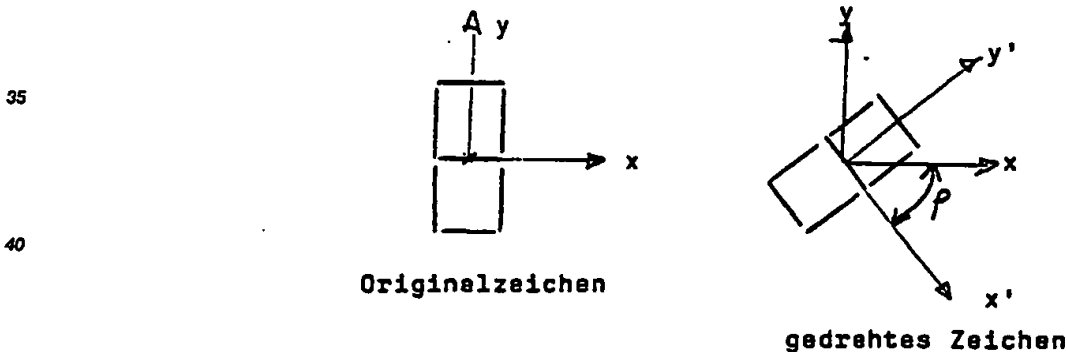 y
y
y'
35
x
x
ρ
40
Originalzeichen
x'
gedrehtes Zeichen